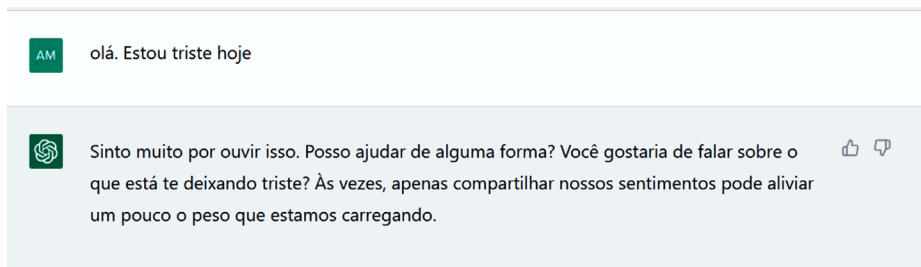 AM
olá. Estou triste hoje
Sinto muito por ouvir isso. Posso ajudar de alguma forma? Você gostaria de falar sobre o
que está te deixando triste? Às vezes, apenas compartilhar nossos sentimentos pode aliviar
um pouco o peso que estamos carregando.